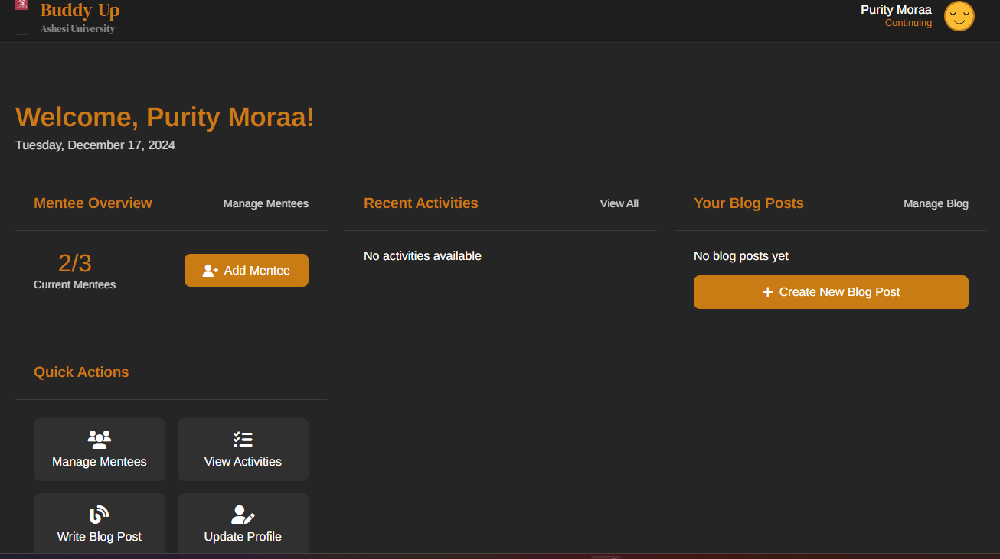 Buddy-Up
Ashesi University
Purity Moraa
Continuing
Welcome, Purity Moraa!
Tuesday, December 17, 2024
Mentee Overview
Manage Mentees
2/3
Current Mentees
Add Mentee
Recent Activities
View All
No activities available
Your Blog Posts
Manage Blog
No blog posts yet
Create New Blog Post
Quick Actions
Manage Mentees
View Activities
Write Blog Post
Update Profile